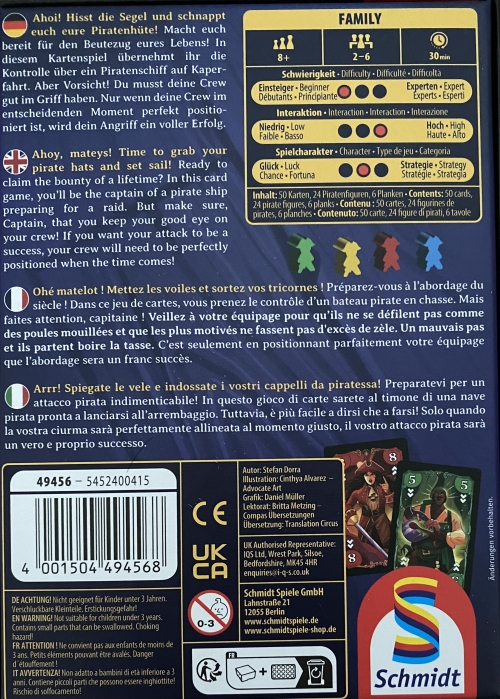 Ahoi! Hisst die Segel und schnappt
euch eure Piratenhüte! Macht euch
bereit für den Beutezug eures Lebens! In
diesem Kartenspiel übernehmt ihr die
Kontrolle über ein Piratenschiff auf Kaper-
fahrt. Aber Vorsicht! Du musst deine Crew
gut im Griff haben. Nur wenn deine Crew im
entscheidenden Moment perfekt positio-
niert ist, wird dein Angriff ein voller Erfolg.
Ahoy, mateys! Time to grab your
pirate hats and set sail! Ready to
claim the bounty of a lifetime? In this card
game, you'll be the captain of a pirate ship
preparing for a raid. But make sure,
Captain, that you keep your good eye on
your crew! If you want your attack to be a
success, your crew will need to be perfectly
positioned when the time comes!
FAMILY
8+
2–6
30 min
Schwierigkeit • Difficulty • Difficulté • Difficoltà
Einsteiger • Beginner
Débutants • Principiante
Experten • Expert
Experts • Esperti
Interaktion • Interaction • Interaction • Interazione
Niedrig • Low
Faible • Basso
Hoch • High
Haute • Alto
Spielcharakter • Character • Type de jeu • Categoria
Glück • Luck
Chance • Fortuna
Strategie • Strategy
Stratégie • Strategia
Inhalt: 50 Karten, 24 Piratenfiguren, 6 Planken • Contents: 50 cards,
24 pirate figures, 6 planks • Contenu : 50 cartes, 24 figurines de
pirates, 6 planches • Contenuto: 50 carte, 24 figure di pirati, 6 tavole
Ohé matelot ! Mettez les voiles et sortez vos tricornes ! Préparez-vous à l'abordage du
siècle ! Dans ce jeu de cartes, vous prenez le contrôle d'un bateau pirate en chasse. Mais
faites attention, capitaine ! Veillez à votre équipage pour qu'ils ne se défilent pas comme
des poules mouillées et que les plus motivés ne fassent pas d'excès de zèle. Un mauvais pas
et ils partent boire la tasse. C'est seulement en positionnant parfaitement votre équipage
que l'abordage sera un franc succès.
Arrr! Spiegate le vele e indossate i vostri cappelli da piratessa! Preparatevi per un
attacco pirata indimenticabile! In questo gioco di carte sarete al timone di una nave
pirata pronta a lanciarsi all'arrembaggio. Tuttavia, è più facile a dirsi che a farsi! Solo quando
la vostra ciurma sarà perfettamente allineata al momento giusto, il vostro attacco pirata sarà
un vero e proprio successo.
49456 – 5452400415
4 001504 494568
DE ACHTUNG! Nicht geeignet für Kinder unter 3 Jahren.
Verschluckbare Kleinteile. Erstickungsgefahr!
EN WARNING! Not suitable for children under 3 years.
Contains small parts that can be swallowed. Choking
hazard!
FR ATTENTION ! Ne convient pas aux enfants de moins de
3 ans. Petits éléments pouvant être avalés. Danger
d'étouffement !
IT AVVERTENZA! Non adatto a bambini di età inferiore a 3
anni. Contiene piccoli parti che possono essere inghiottite!
Rischio di soffocamento!
CE
UK
CA
0-3
Autor: Stefan Dorra
Illustration: Cinthya Alvarez –
Advocate Art
Grafik: Daniel Müller
Lektorat: Britta Metzing –
Compas Übersetzungen
Übersetzung: Translation Circus
UK Authorised Representative:
IQS Ltd, Wrest Park, Silsoe,
Bedfordshire, MK45 4HR
enquiries@i-q-s.co.uk
Schmidt Spiele GmbH
Lahnstraße 21
12055 Berlin
www.schmidtspiele.de
www.schmidtspiele-shop.de
FR
8
8
5
5
Änderungen vorbehalten.
Schmidt